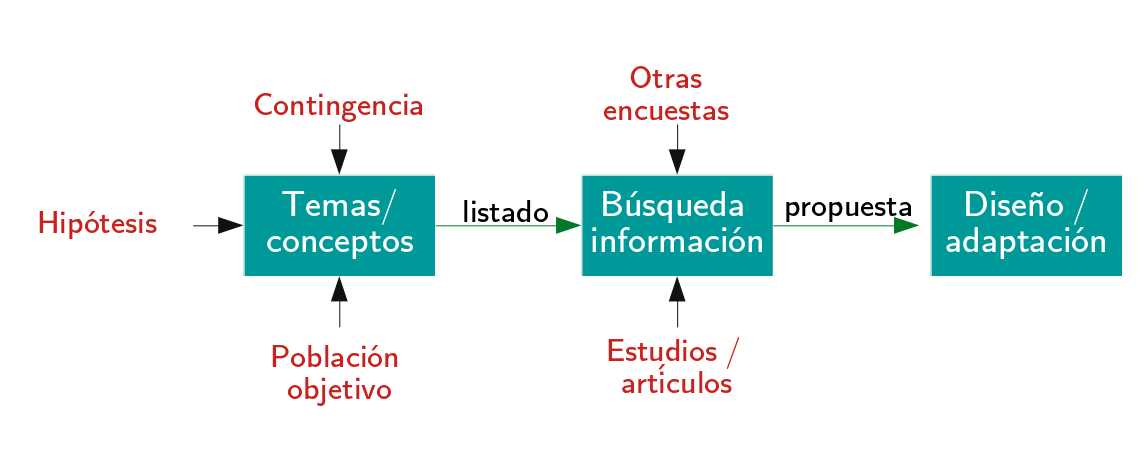 Otras
encuestas
Contingencia
Hipótesis
Temas/
conceptos
listado
Búsqueda
información
propuesta
Diseño /
adaptación
Población
objetivo
Estudios /
artículos